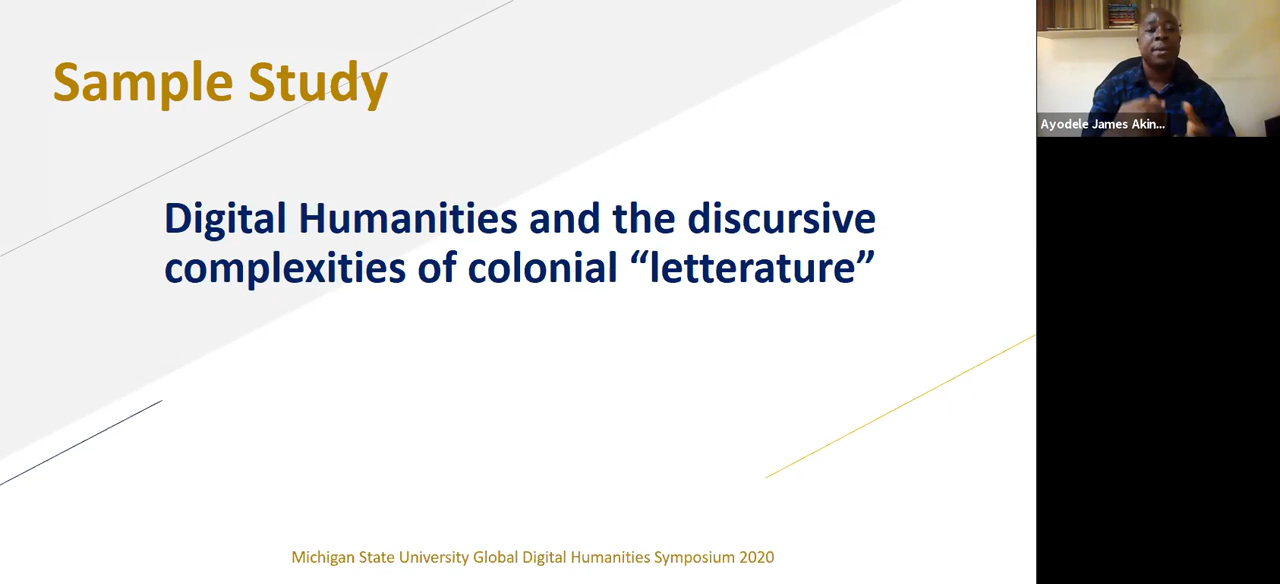 Sample Study
Digital Humanities and the discursive
complexities of colonial “letterature”
Michigan State University Global Digital Humanities Symposium 2020
Ayodele James Akin...